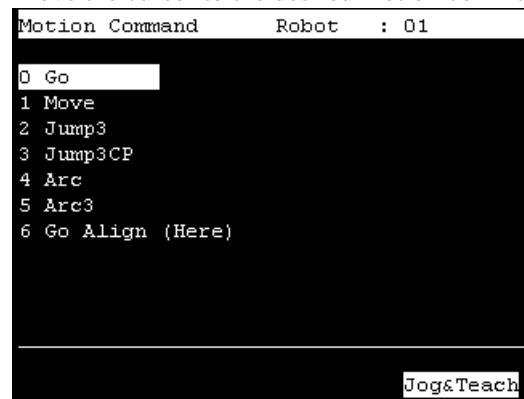 Motion Command Robot : 01
0 Go
1 Move
2 Jump3
3 Jump3CP
4 Arc
5 Arc3
6 Go Align (Here)
Jog&Teach